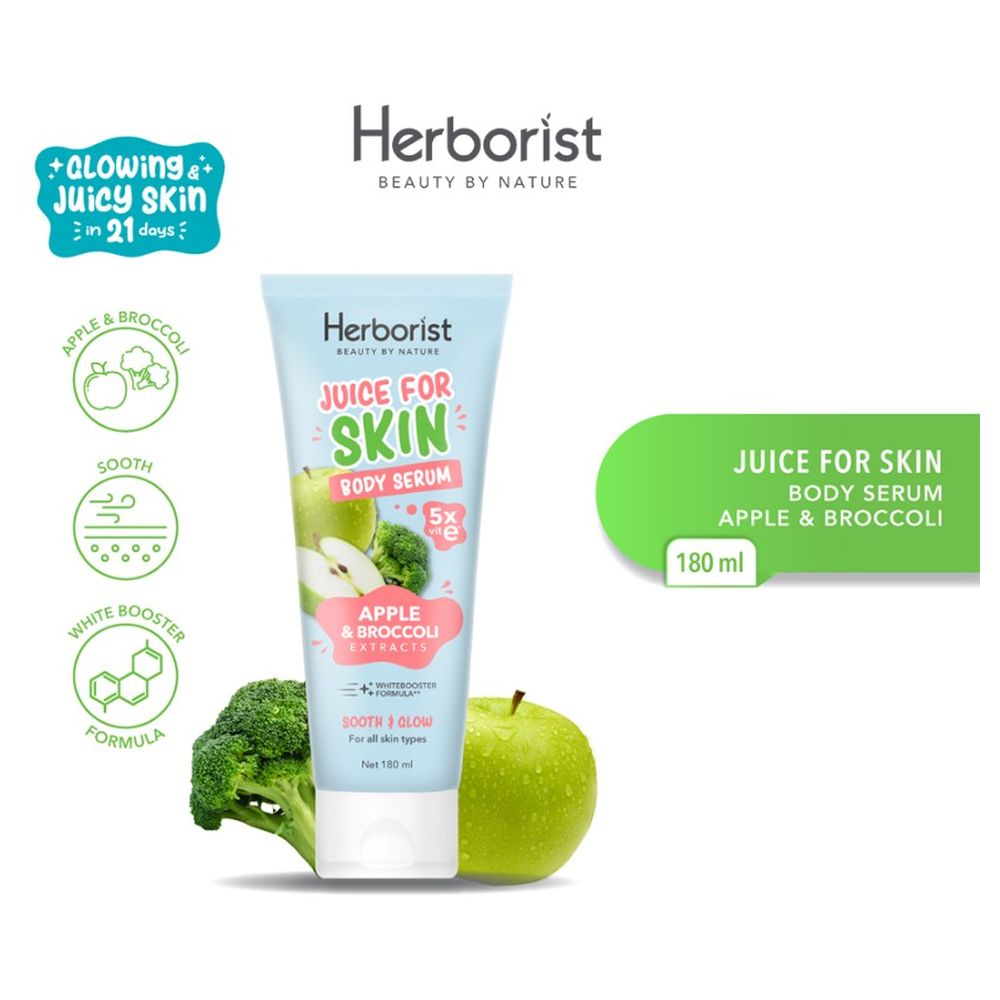 Herborist
BEAUTY BY NATURE
GLOWING &
JUICY SKIN
in 21 days
APPLE & BROCCOLI
SOOTH
WHITE BOOSTER
FORMULA
Herborist
BEAUTY BY NATURE
JUICE FOR
SKIN
BODY SERUM
5x
vit e
APPLE
& BROCCOLI
EXTRACTS
WHITEBOOSTER
FORMULA++
SOOTH & GLOW
For all skin types
Net 180 ml
JUICE FOR SKIN
BODY SERUM
APPLE & BROCCOLI
180 ml